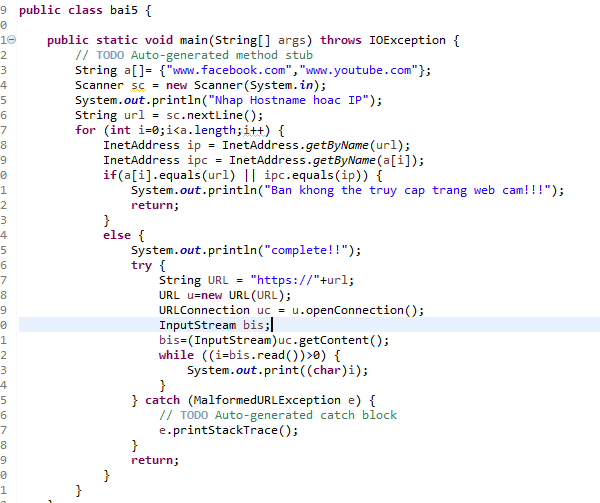 9 public class bai5 {
0
1 public static void main(String[] args) throws IOException {
2 // TODO Auto-generated method stub
3 String a[]= {"www.facebook.com","www.youtube.com"};
4 Scanner sc = new Scanner(System.in);
5 System.out.println("Nhap Hostname hoac IP");
6 String url = sc.nextLine();
7 for (int i=0;i<a.length;i++) {
8 InetAddress ip = InetAddress.getByName(url);
9 InetAddress ipc = InetAddress.getByName(a[i]);
0 if(a[i].equals(url) || ipc.equals(ip)) {
1 System.out.println("Ban khong the truy cap trang web cam!!!");
2 return;
3 }
4 else {
5 System.out.println("complete!!");
6 try {
7 String URL = "https://"+url;
8 URL u=new URL(URL);
9 URLConnection uc = u.openConnection();
0 InputStream bis;
1 bis=(InputStream)uc.getContent();
2 while ((i=bis.read())>0) {
3 System.out.print((char)i);
4 }
5 } catch (MalformedURLException e) {
6 // TODO Auto-generated catch block
7 e.printStackTrace();
8 }
9 return;
0 }
1 }